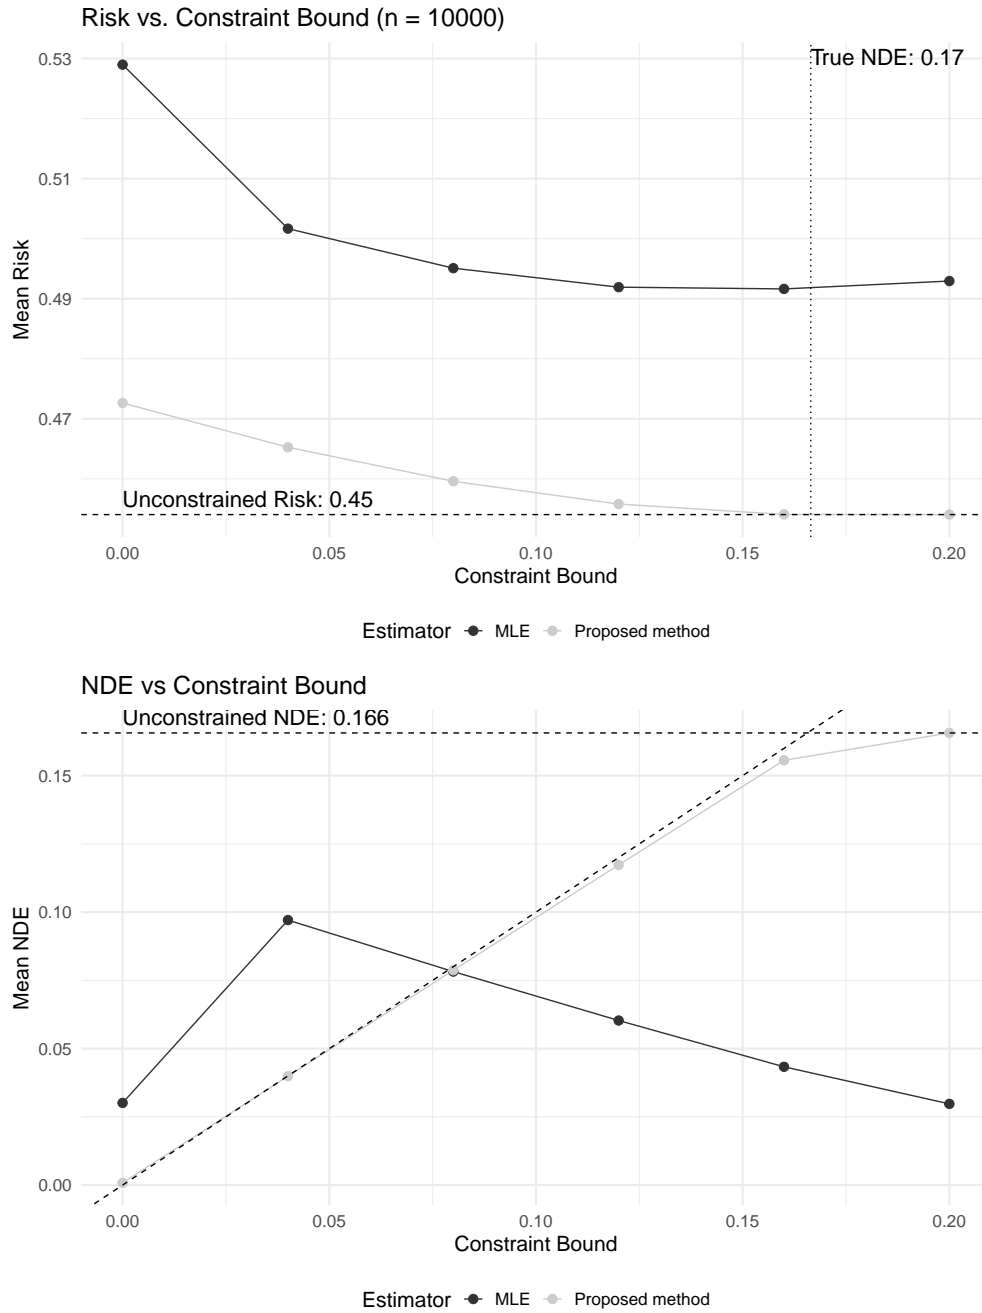 Risk vs. Constraint Bound (n = 10000)
True NDE: 0.17
0.53
0.51
0.49
0.47
Mean Risk
Unconstrained Risk: 0.45
0.00 0.05 0.10 0.15 0.20
Constraint Bound
Estimator MLE Proposed method
NDE vs Constraint Bound
Unconstrained NDE: 0.166
0.15
0.10
0.05
0.00
Mean NDE
0.00 0.05 0.10 0.15 0.20
Constraint Bound
Estimator MLE Proposed method